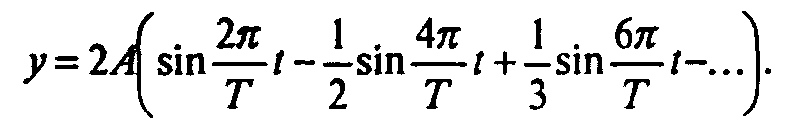 y = 2A(sin 2π/T t − 1/2 sin 4π/T t + 1/3 sin 6π/T t − ...).